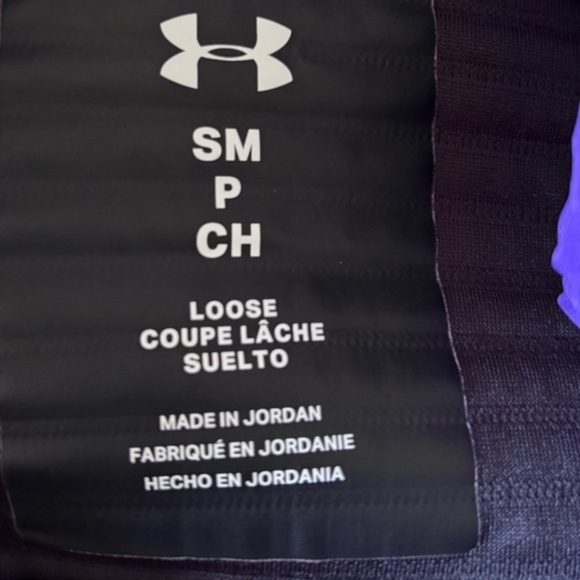 SM
P
CH
LOOSE
COUPE LÂCHE
SUELTO
MADE IN JORDAN
FABRIQUÉ EN JORDANIE
HECHO EN JORDANIA